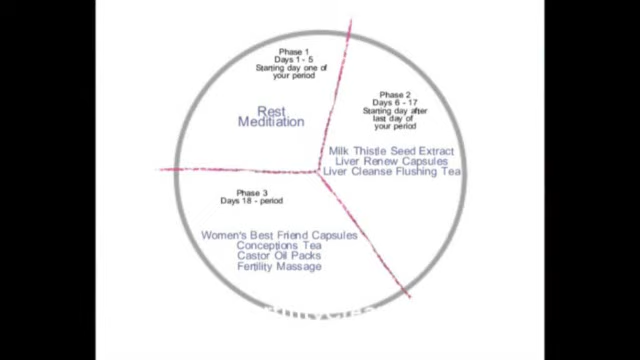 Phase 1
Days 1 - 5
Starting day one of
your period
Rest
Meditiation
Phase 2
Days 6 - 17
Starting day after
last day of
your period
Milk Thistle Seed Extract
Liver Renew Capsules
Liver Cleanse Flushing Tea
Phase 3
Days 18 - period
Women's Best Friend Capsules
Conceptions Tea
Castor Oil Packs
Fertility Massage